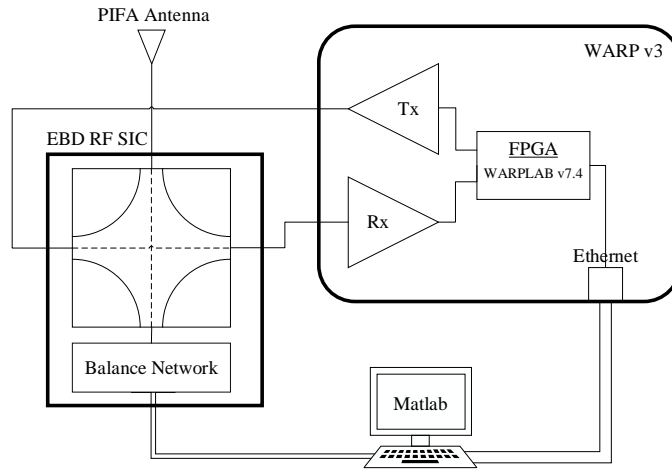 PIFA Antenna
WARP v3
Tx
EBD RF SIC
FPGA
WARPLAB v7.4
Rx
Ethernet
Balance Network
Matlab